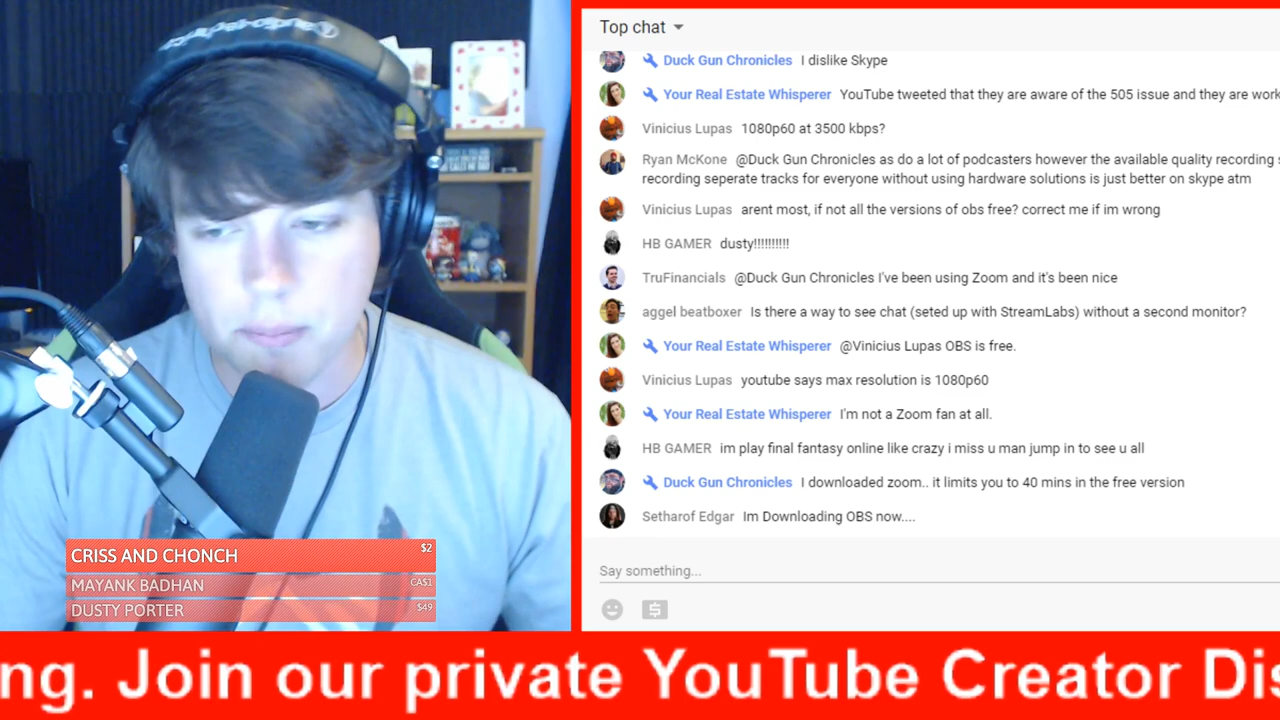 audio-technica
Top chat
Duck Gun Chronicles I dislike Skype
Your Real Estate Whisperer YouTube tweeted that they are aware of the 505 issue and they are work
Vinicius Lupas 1080p60 at 3500 kbps?
Ryan McKone @Duck Gun Chronicles as do a lot of podcasters however the available quality recording s
recording seperate tracks for everyone without using hardware solutions is just better on skype atm
Vinicius Lupas arent most, if not all the versions of obs free? correct me if im wrong
HB GAMER dusty!!!!!!!!!!
TruFinancials @Duck Gun Chronicles I've been using Zoom and it's been nice
aggel beatboxer Is there a way to see chat (seted up with StreamLabs) without a second monitor?
Your Real Estate Whisperer @Vinicius Lupas OBS is free.
Vinicius Lupas youtube says max resolution is 1080p60
Your Real Estate Whisperer I'm not a Zoom fan at all.
HB GAMER im play final fantasy online like crazy i miss u man jump in to see u all
Duck Gun Chronicles I downloaded zoom.. it limits you to 40 mins in the free version
Setharof Edgar Im Downloading OBS now....
Say something...
CRISS AND CHONCH $2
MAYANK BADHAN CA$1
DUSTY PORTER $49
ng. Join our private YouTube Creator Dis